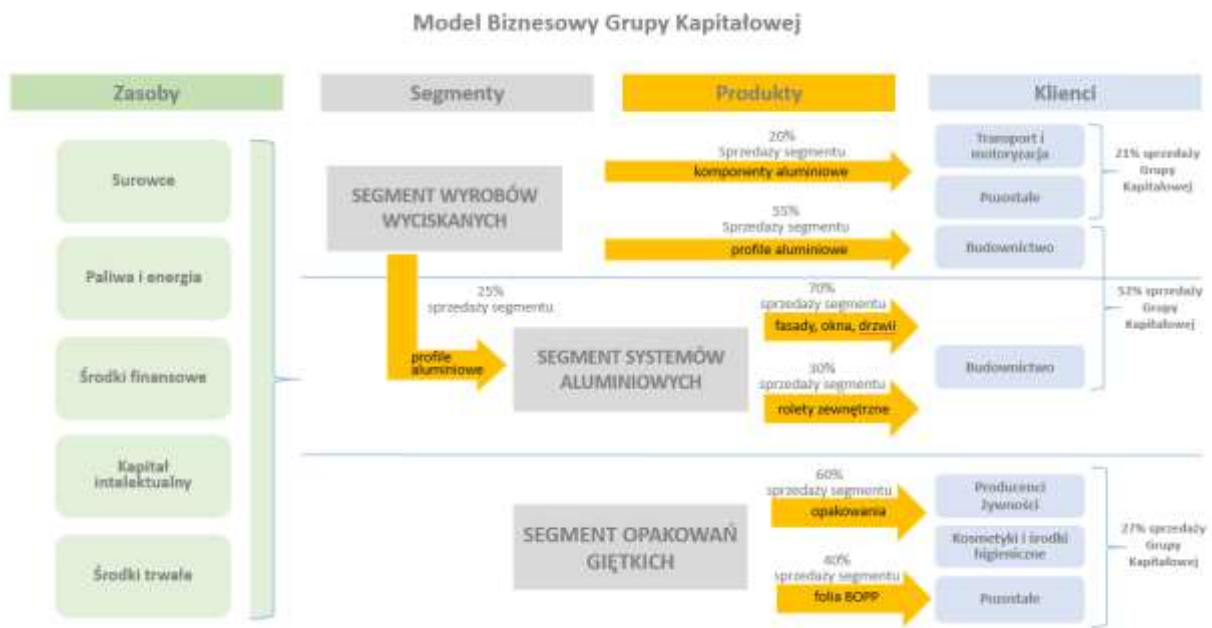 Model Biznesowy Grupy Kapitałowej
Zasoby
Segmenty
Produkty
Klienci
Surowce
Paliwa i energia
Środki finansowe
Kapitał
intelektualny
Środki trwałe
SEGMENT WYROBÓW
WYCISKANYCH
20%
Sprzedaży segmentu
komponenty aluminiowe
55%
Sprzedaży segmentu
profile aluminiowe
Transport i
motoryzacja
Pozostałe
Budownictwo
21% sprzedaży
Grupy
Kapitałowej
25%
sprzedaży segmentu
profile
aluminiowe
SEGMENT SYSTEMÓW
ALUMINIOWYCH
70%
sprzedaży segmentu
fasady, okna, drzwii
30%
sprzedaży segmentu
rolety zewnętrzne
Budownictwo
52% sprzedaży
Grupy
Kapitałowej
SEGMENT OPAKOWAŃ
GIĘTKICH
60%
sprzedaży segmentu
opakowania
40%
sprzedaży segmentu
folia BOPP
Producenci
żywności
Kosmetyki i środki
higieniczne
Pozostałe
27% sprzedaży
Grupy
Kapitałowej